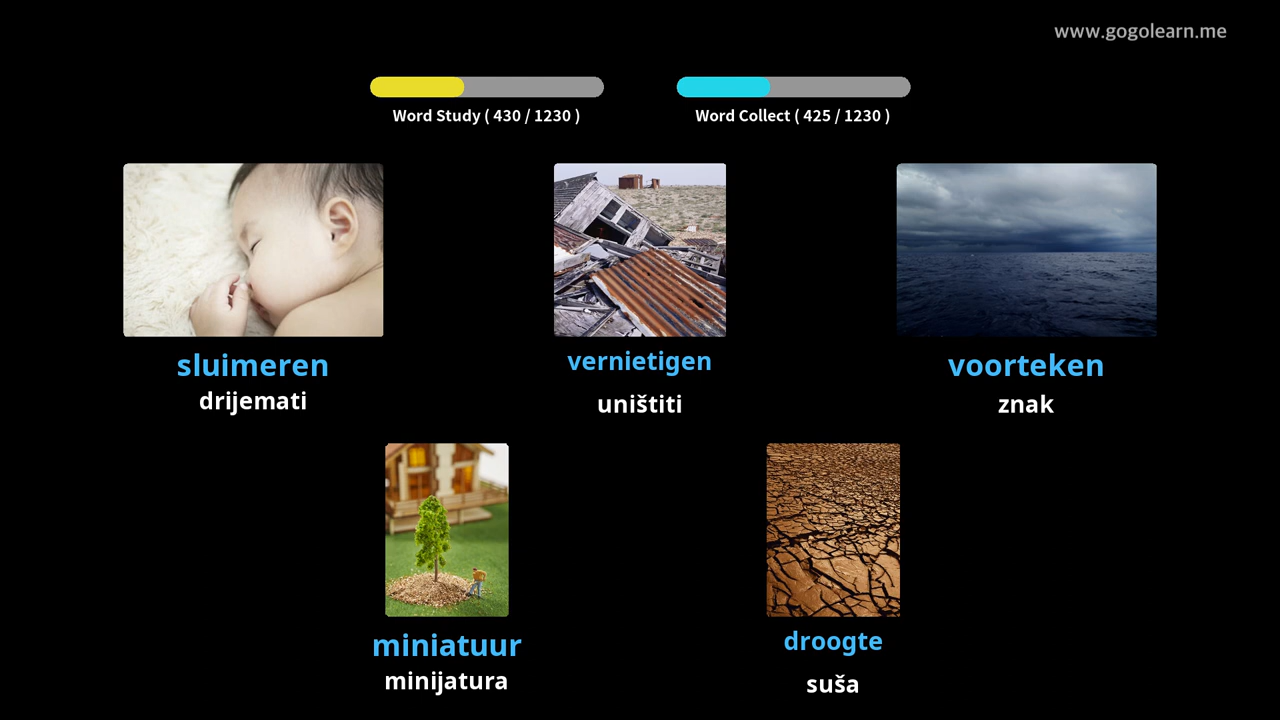 www.gogolearn.me
Word Study ( 430 / 1230 )
Word Collect ( 425 / 1230 )
sluimeren
drijemati
vernietigen
uništiti
voorteken
znak
miniatuur
minijatura
droogte
suša